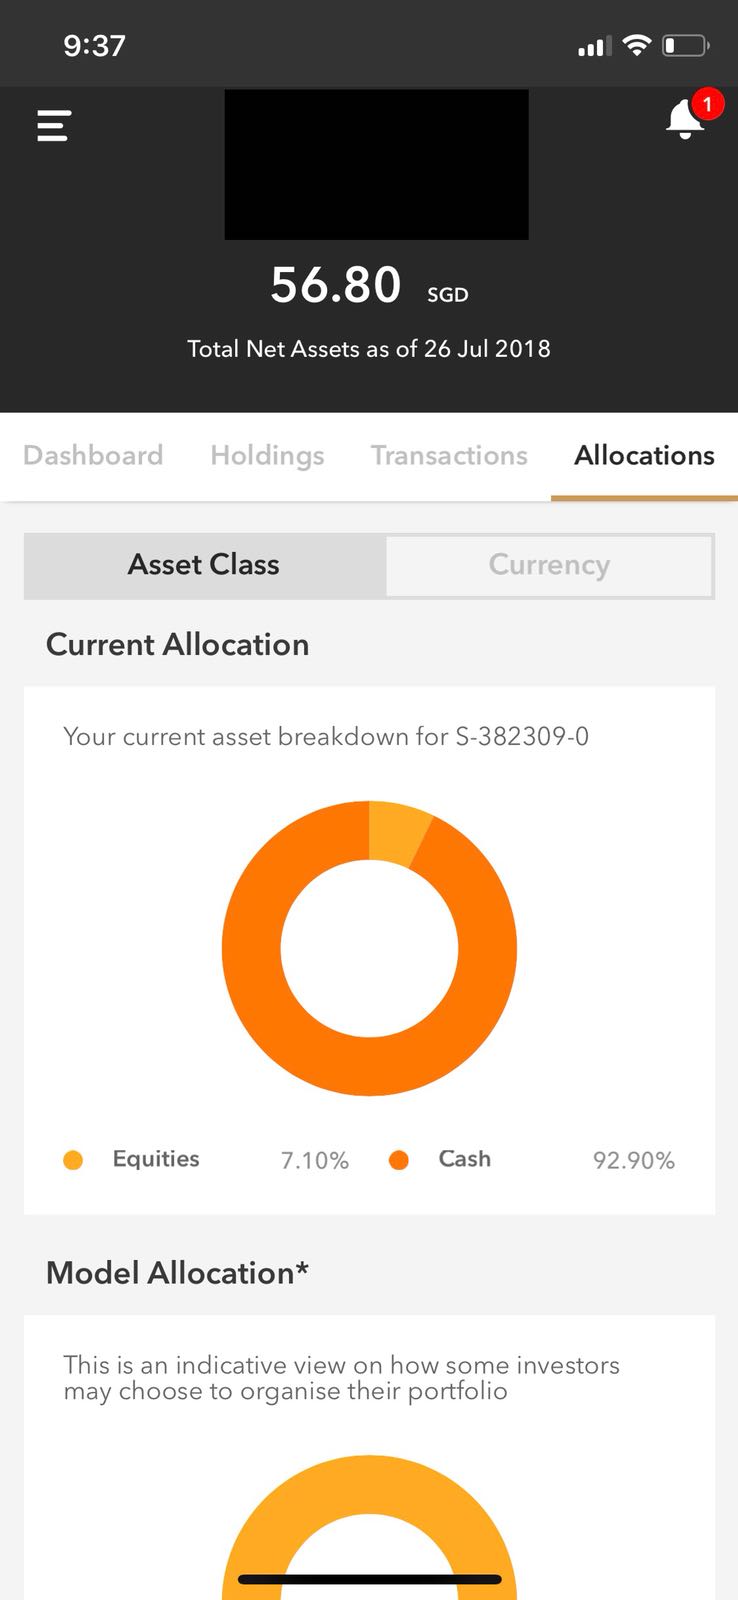 9:37
1
56.80 SGD
Total Net Assets as of 26 Jul 2018
Dashboard Holdings Transactions Allocations
Asset Class Currency
Current Allocation
Your current asset breakdown for S-382309-0
Equities 7.10% Cash 92.90%
Model Allocation*
This is an indicative view on how some investors
may choose to organise their portfolio